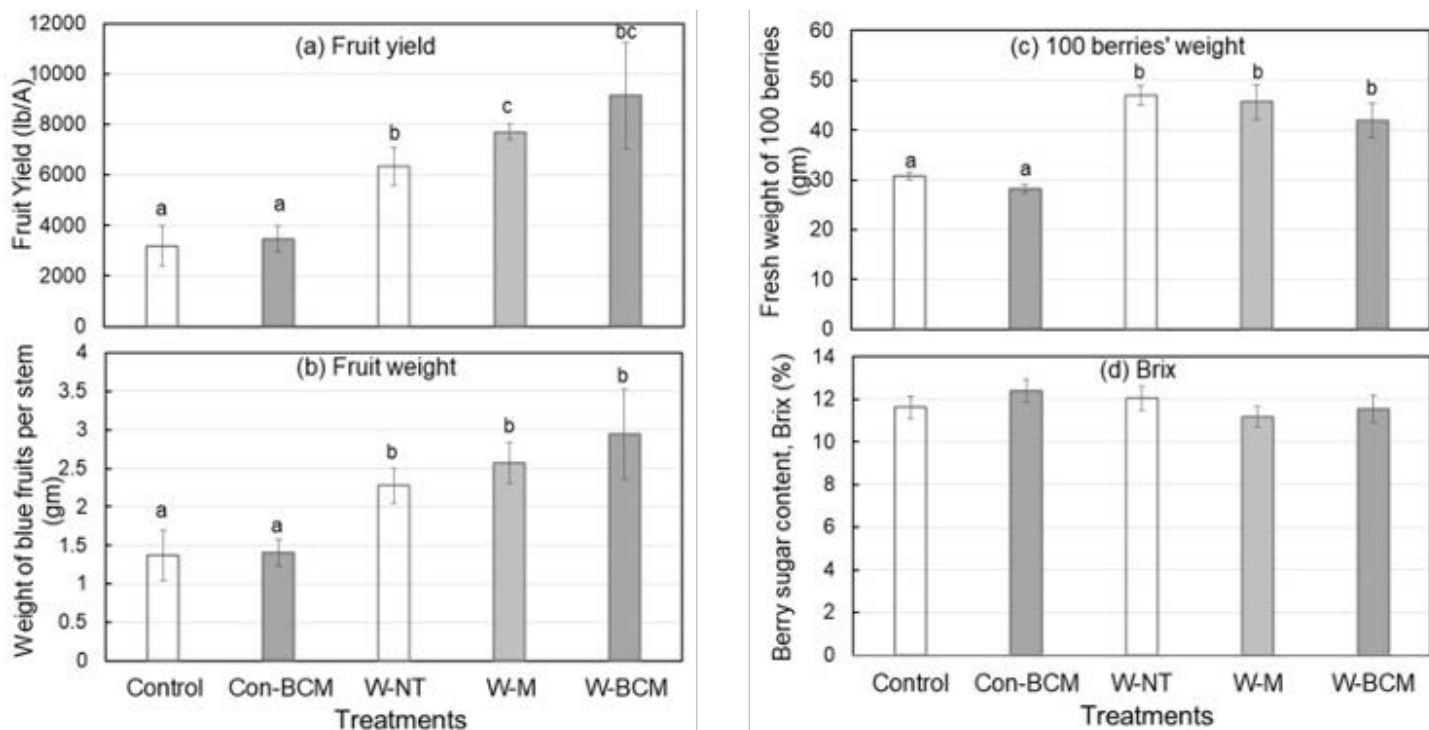 (a) Fruit yield
Fruit Yield (lb/A)
12000
10000
8000
6000
4000
2000
0
a
a
b
c
bc
(b) Fruit weight
Weight of blue fruits per stem
(gm)
4
3.5
3
2.5
2
1.5
1
0.5
0
a
a
b
b
b
Control
Con-BCM
W-NT
W-M
W-BCM
Treatments
(c) 100 berries' weight
Fresh weight of 100 berries
(gm)
60
50
40
30
20
10
0
a
a
b
b
b
(d) Brix
Berry sugar content, Brix (%)
14
12
10
8
6
4
2
0
Control
Con-BCM
W-NT
W-M
W-BCM
Treatments